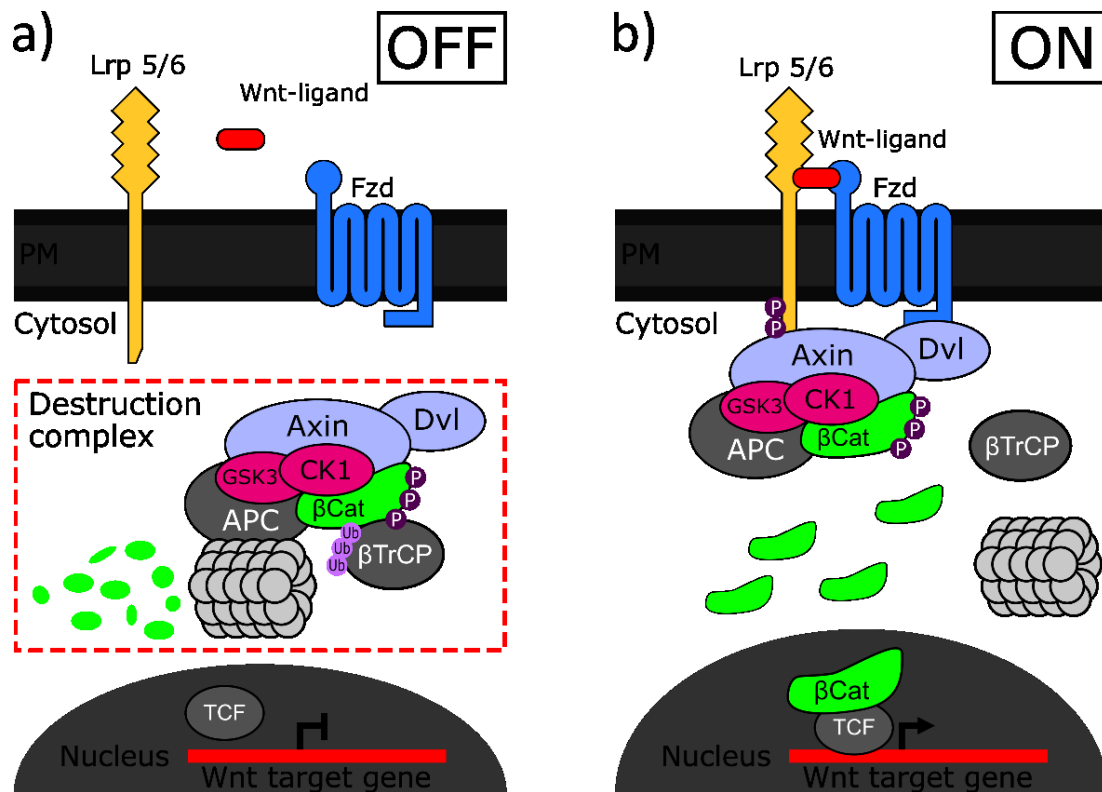 a)
OFF
Lrp 5/6
Wnt-ligand
Fzd
PM
Cytosol
Destruction
complex
Axin
Dvl
GSK3
CK1
APC
βCat
P
P
P
Ub
Ub
Ub
βTrCP
TCF
Nucleus
Wnt target gene
b)
ON
Lrp 5/6
Wnt-ligand
Fzd
PM
Cytosol
P
P
Axin
Dvl
GSK3
CK1
APC
βCat
P
P
P
βTrCP
βCat
TCF
Nucleus
Wnt target gene